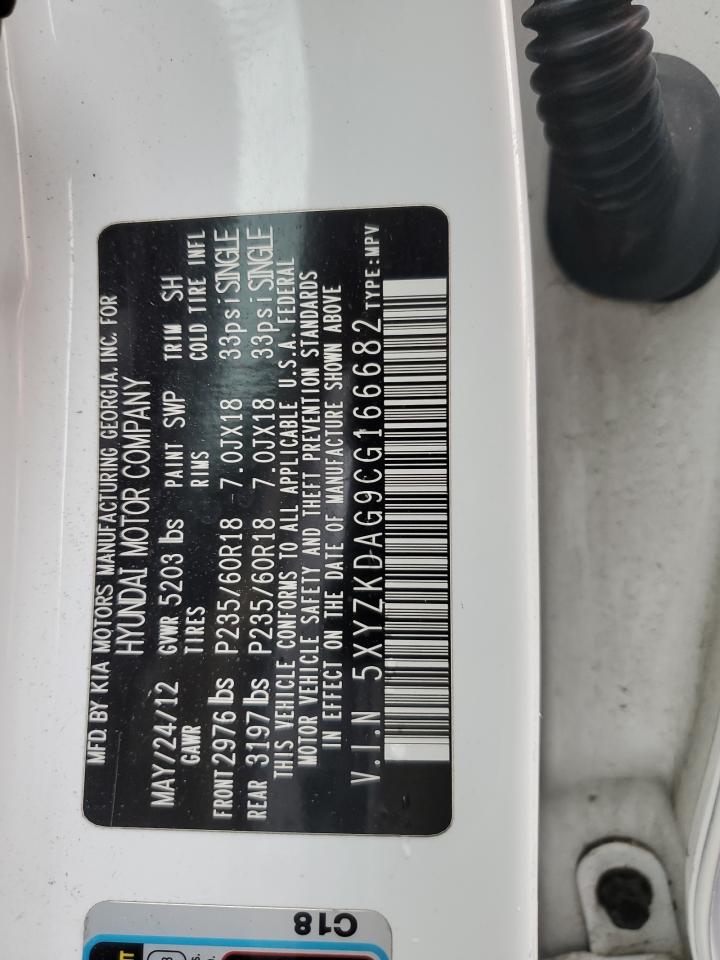 MFD. BY KIA MOTORS MANUFACTURING GEORGIA, INC. FOR
HYUNDAI MOTOR COMPANY
MAY/24/12 GVWR 5203 lbs PAINT SWP TRIM SH
GAWR TIRES RIMS COLD TIRE INFL
FRONT 2976 lbs P235/60R18 7.0JX18 33psi SINGLE
REAR 3197 lbs P235/60R18 7.0JX18 33psi SINGLE
THIS VEHICLE CONFORMS TO ALL APPLICABLE U.S.A. FEDERAL
MOTOR VEHICLE SAFETY AND THEFT PREVENTION STANDARDS
IN EFFECT ON THE DATE OF MANUFACTURE SHOWN ABOVE
V.I.N 5XYZKDAG9CG166682 TYPE:MPV
C18